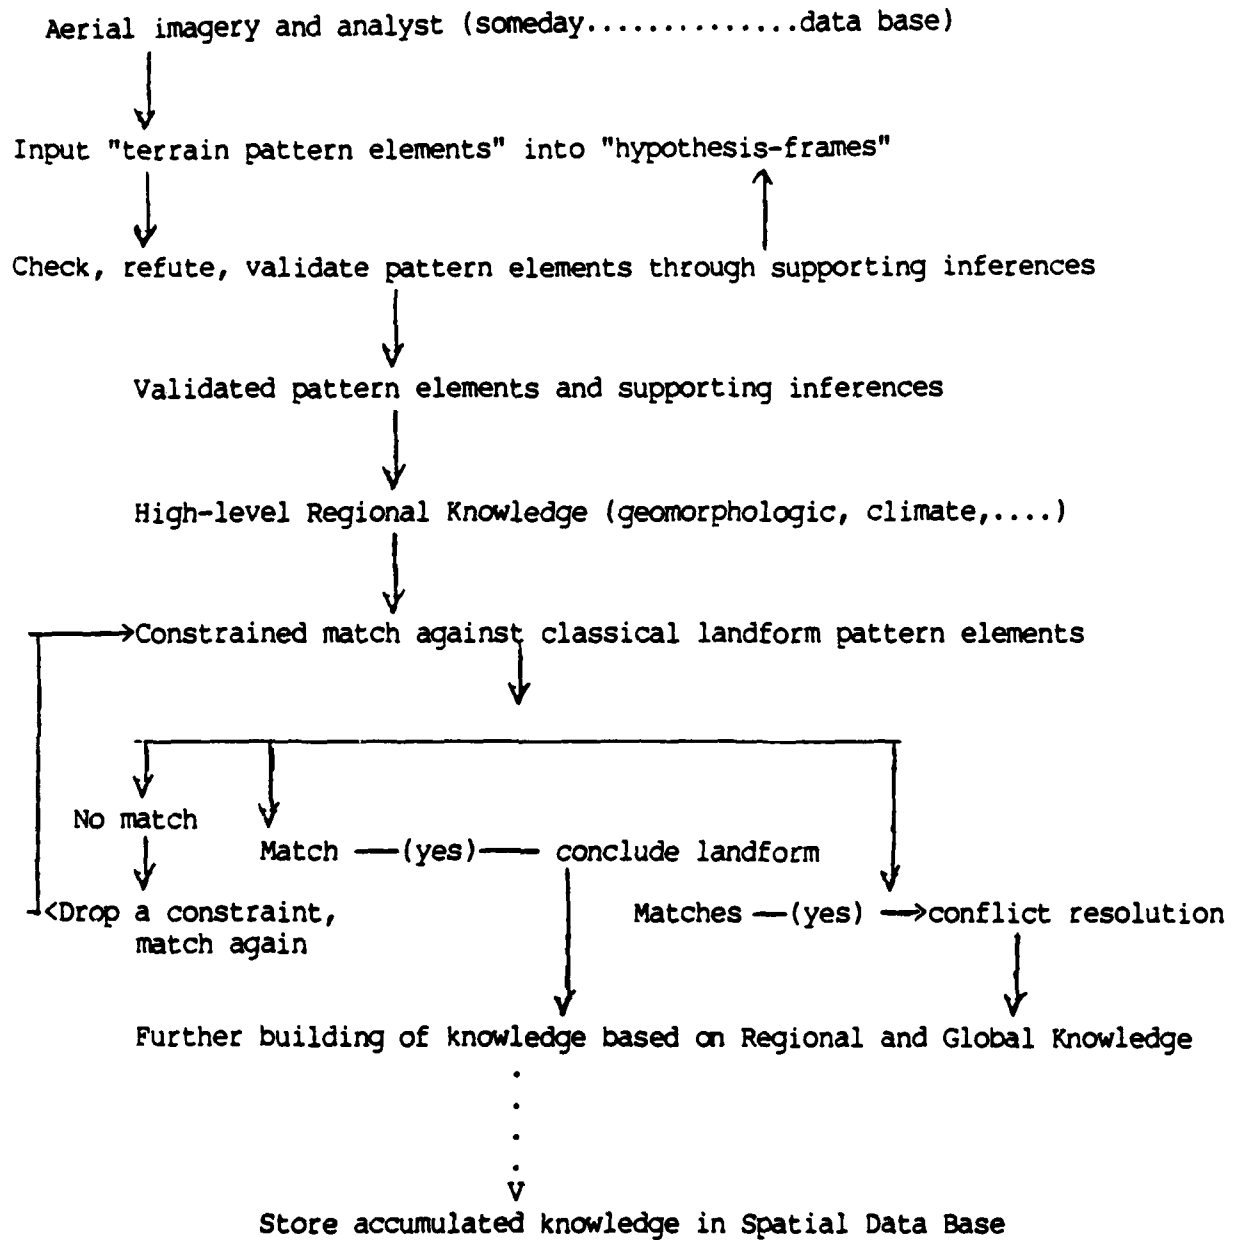 Aerial imagery and analyst (someday...............data base)
Input "terrain pattern elements" into "hypothesis-frames"
Check, refute, validate pattern elements through supporting inferences
Validated pattern elements and supporting inferences
High-level Regional Knowledge (geomorphologic, climate,....)
Constrained match against classical landform pattern elements
No match
Match —(yes)— conclude landform
<Drop a constraint,
match again
Matches —(yes) —>conflict resolution
Further building of knowledge based on Regional and Global Knowledge
Store accumulated knowledge in Spatial Data Base